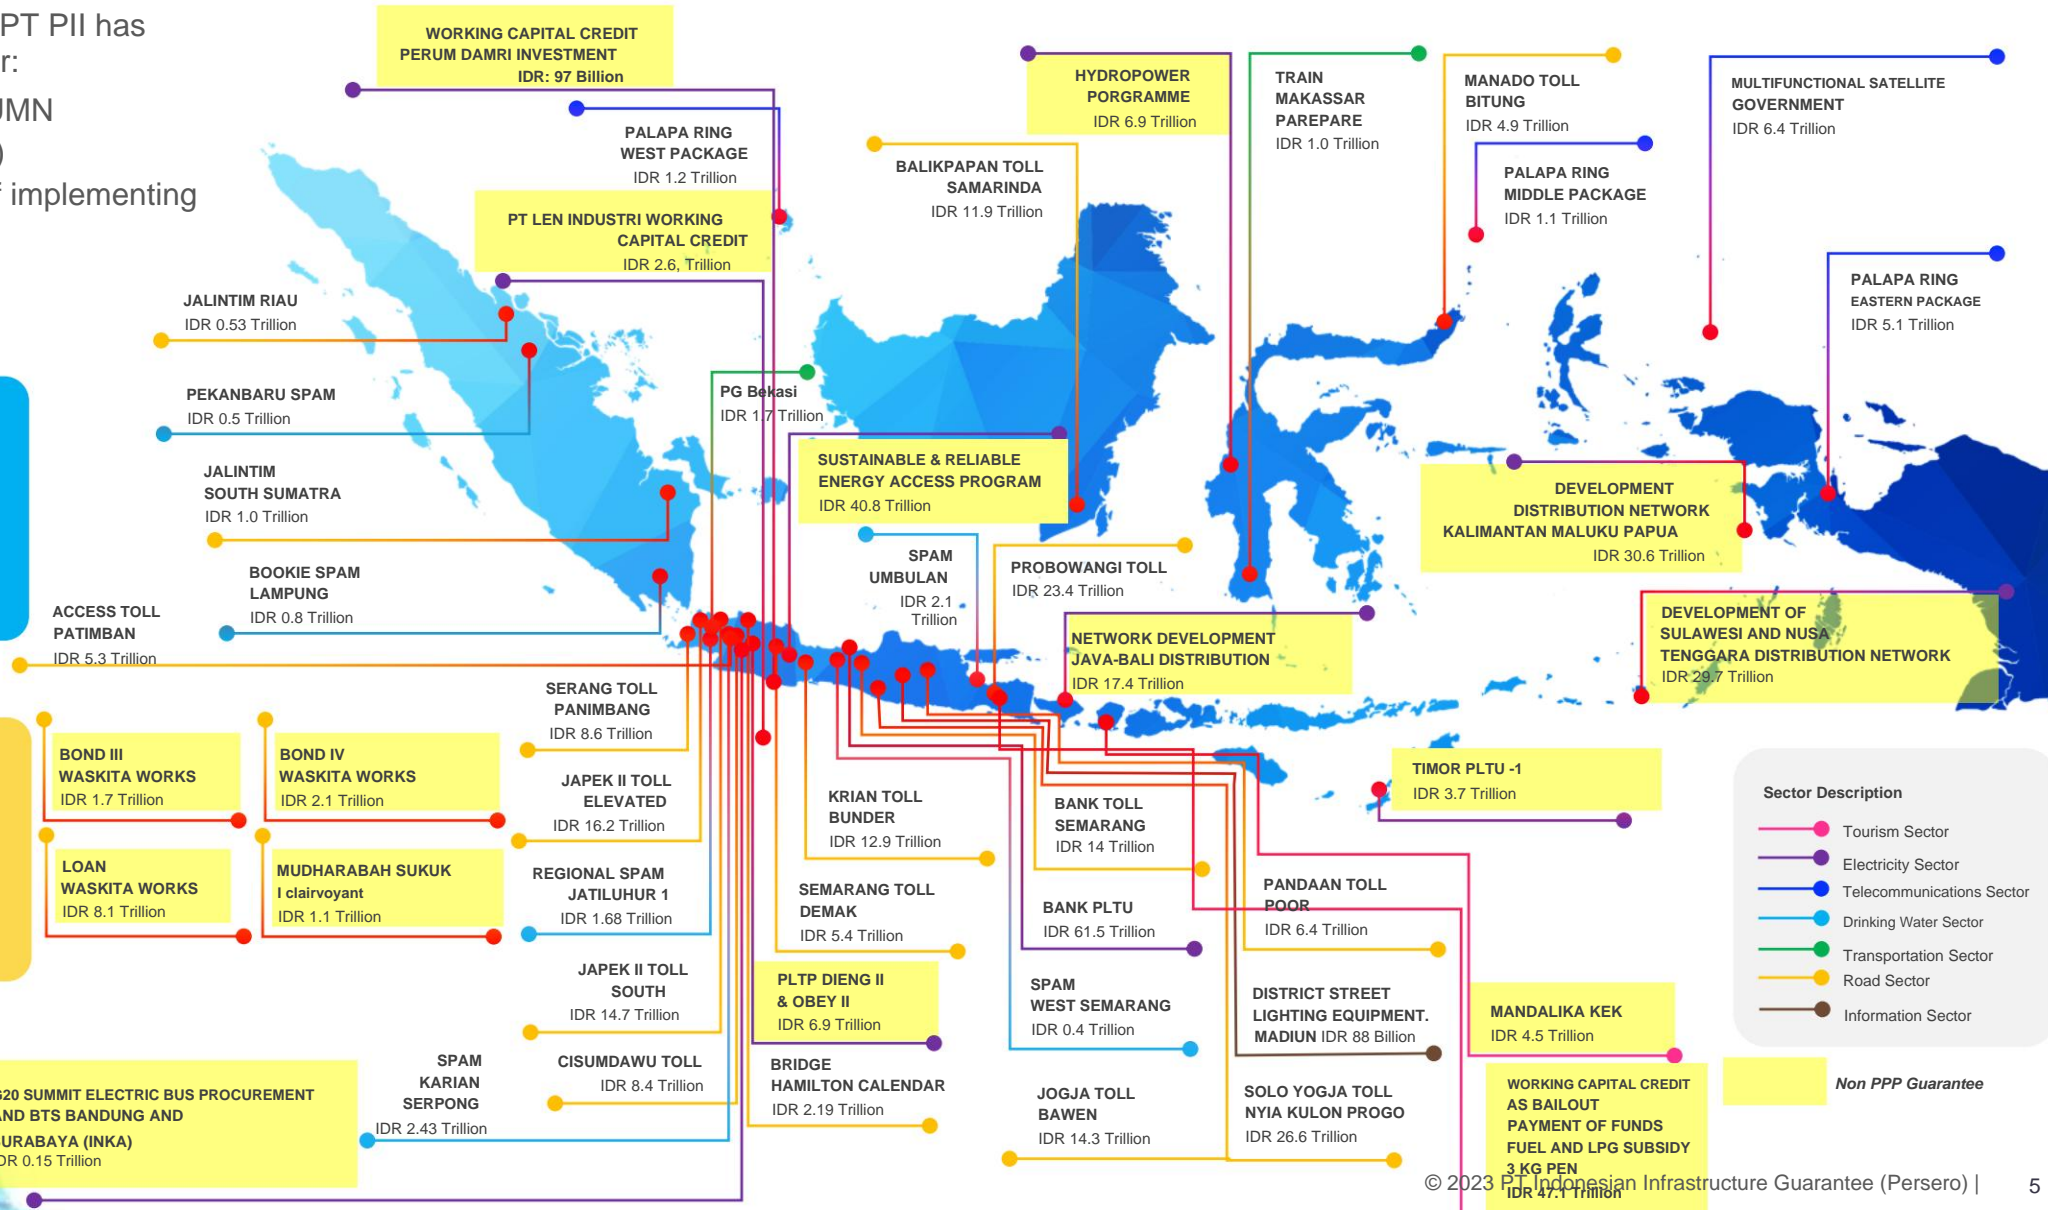 PT PII has
r:
UMN
)
f implementing
WORKING CAPITAL CREDIT
PERUM DAMRI INVESTMENT
IDR: 97 Billion
PALAPA RING
WEST PACKAGE
IDR 1.2 Trillion
PT LEN INDUSTRI WORKING
CAPITAL CREDIT
IDR 2.6, Trillion
HYDROPOWER
PORGRAMME
IDR 6.9 Trillion
BALIKPAPAN TOLL
SAMARINDA
IDR 11.9 Trillion
TRAIN
MAKASSAR
PAREPARE
IDR 1.0 Trillion
MANADO TOLL
BITUNG
IDR 4.9 Trillion
PALAPA RING
MIDDLE PACKAGE
IDR 1.1 Trillion
MULTIFUNCTIONAL SATELLITE
GOVERNMENT
IDR 6.4 Trillion
PALAPA RING
EASTERN PACKAGE
IDR 5.1 Trillion
JALINTIM RIAU
IDR 0.53 Trillion
PEKANBARU SPAM
IDR 0.5 Trillion
JALINTIM
SOUTH SUMATRA
IDR 1.0 Trillion
BOOKIE SPAM
LAMPUNG
IDR 0.8 Trillion
ACCESS TOLL
PATIMBAN
IDR 5.3 Trillion
PG Bekasi
IDR 1.7 Trillion
SUSTAINABLE & RELIABLE
ENERGY ACCESS PROGRAM
IDR 40.8 Trillion
SPAM
UMBULAN
IDR 2.1
Trillion
PROBOWANGI TOLL
IDR 23.4 Trillion
NETWORK DEVELOPMENT
JAVA-BALI DISTRIBUTION
IDR 17.4 Trillion
DEVELOPMENT
DISTRIBUTION NETWORK
KALIMANTAN MALUKU PAPUA
IDR 30.6 Trillion
DEVELOPMENT OF
SULAWESI AND NUSA
TENGGARA DISTRIBUTION NETWORK
IDR 29.7 Trillion
BOND III
WASKITA WORKS
IDR 1.7 Trillion
BOND IV
WASKITA WORKS
IDR 2.1 Trillion
LOAN
WASKITA WORKS
IDR 8.1 Trillion
MUDHARABAH SUKUK
I clairvoyant
IDR 1.1 Trillion
SERANG TOLL
PANIMBANG
IDR 8.6 Trillion
JAPEK II TOLL
ELEVATED
IDR 16.2 Trillion
REGIONAL SPAM
JATILUHUR 1
IDR 1.68 Trillion
JAPEK II TOLL
SOUTH
IDR 14.7 Trillion
CISUMDAWU TOLL
IDR 8.4 Trillion
SPAM
KARIAN
SERPONG
IDR 2.43 Trillion
G20 SUMMIT ELECTRIC BUS PROCUREMENT
AND BTS BANDUNG AND
SURABAYA (INKA)
IDR 0.15 Trillion
KRIAN TOLL
BUNDER
IDR 12.9 Trillion
SEMARANG TOLL
DEMAK
IDR 5.4 Trillion
PLTP DIENG II
& OBEY II
IDR 6.9 Trillion
BRIDGE
HAMILTON CALENDAR
IDR 2.19 Trillion
BANK TOLL
SEMARANG
IDR 14 Trillion
BANK PLTU
IDR 61.5 Trillion
SPAM
WEST SEMARANG
IDR 0.4 Trillion
JOGJA TOLL
BAWEN
IDR 14.3 Trillion
PANDAAN TOLL
POOR
IDR 6.4 Trillion
DISTRICT STREET
LIGHTING EQUIPMENT.
MADIUN IDR 88 Billion
SOLO YOGJA TOLL
NYIA KULON PROGO
IDR 26.6 Trillion
TIMOR PLTU -1
IDR 3.7 Trillion
MANDALIKA KEK
IDR 4.5 Trillion
WORKING CAPITAL CREDIT
AS BAILOUT
PAYMENT OF FUNDS
FUEL AND LPG SUBSIDY
3 KG PEN
IDR 47.1 Trillion
Sector Description
Tourism Sector
Electricity Sector
Telecommunications Sector
Drinking Water Sector
Transportation Sector
Road Sector
Information Sector
Non PPP Guarantee
© 2023 PT Indonesian Infrastructure Guarantee (Persero) |
5